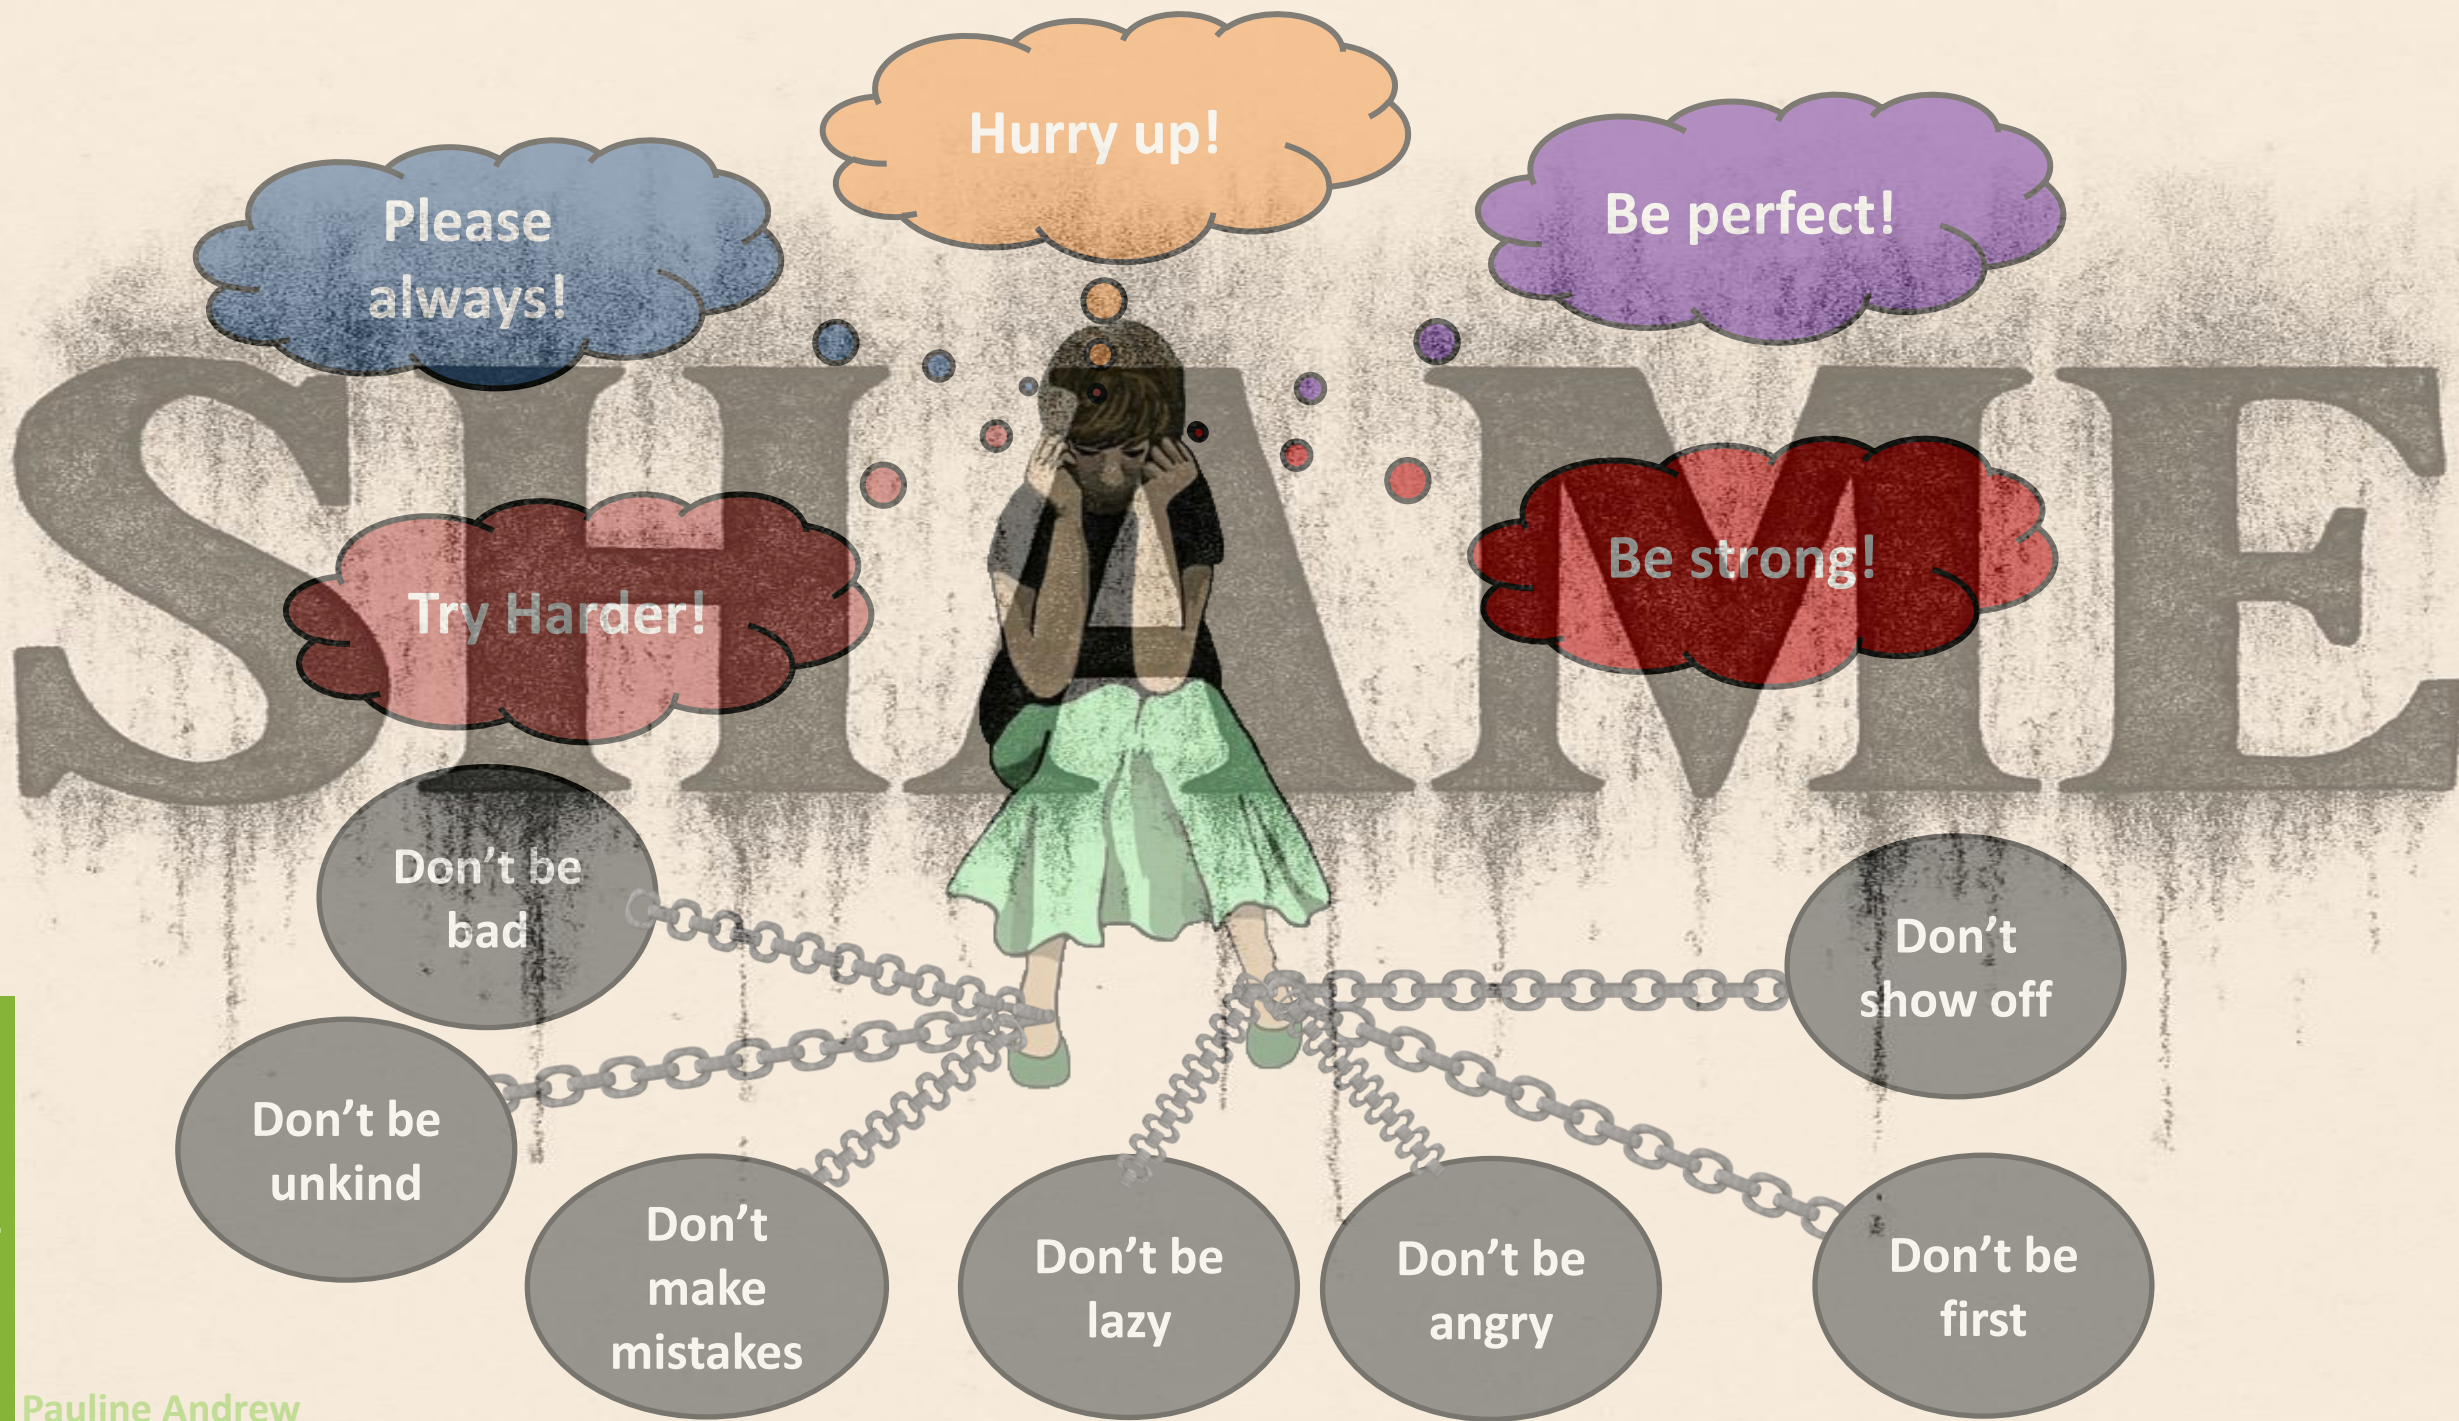 Hurry up!
Please
always!
Be perfect!
SHAME
Try Harder!
Be strong!
Don't be
bad
Don't
show off
Don't be
unkind
Don't
make
mistakes
Don't be
lazy
Don't be
angry
Don't be
first
Pauline Andrew